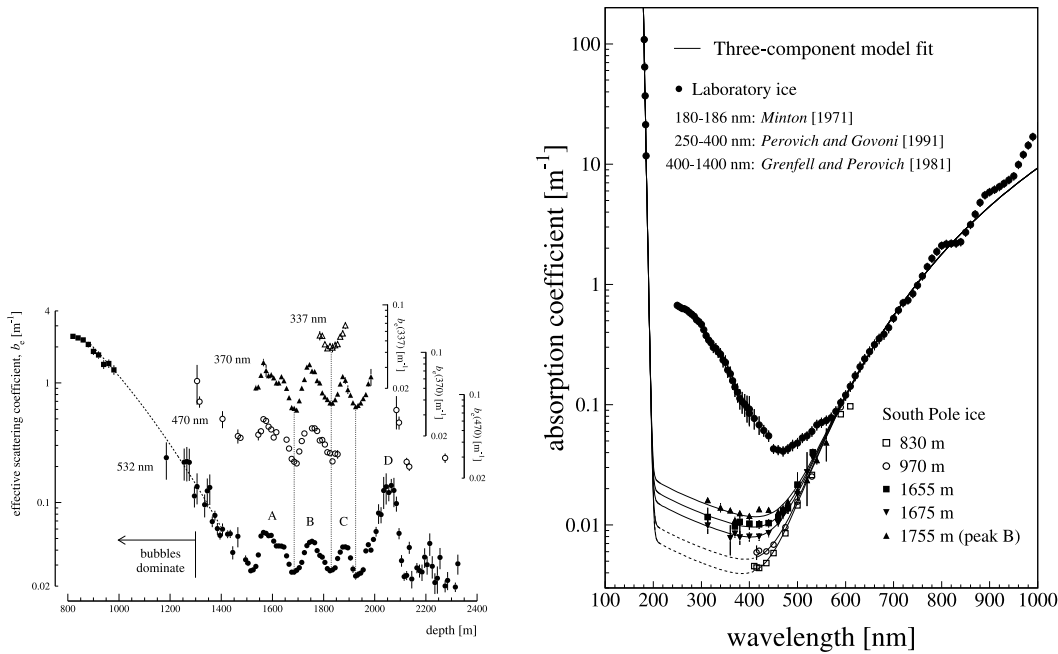 effective scattering coefficient, bₑ [m⁻¹]
4
1
0.1
0.02
337 nm
370 nm
470 nm
532 nm
0.1
0.02
bₑ(337) [m⁻¹]
0.1
0.02
bₑ(370) [m⁻¹]
0.1
0.02
bₑ(470) [m⁻¹]
A
B
C
D
bubbles
dominate
800
1000
1200
1400
1600
1800
2000
2200
2400
depth [m]
absorption coefficient [m⁻¹]
100
10
1
0.1
0.01
Three-component model fit
Laboratory ice
180-186 nm: Minton [1971]
250-400 nm: Perovich and Govoni [1991]
400-1400 nm: Grenfell and Perovich [1981]
South Pole ice
830 m
970 m
1655 m
1675 m
1755 m (peak B)
100
200
300
400
500
600
700
800
900
1000
wavelength [nm]